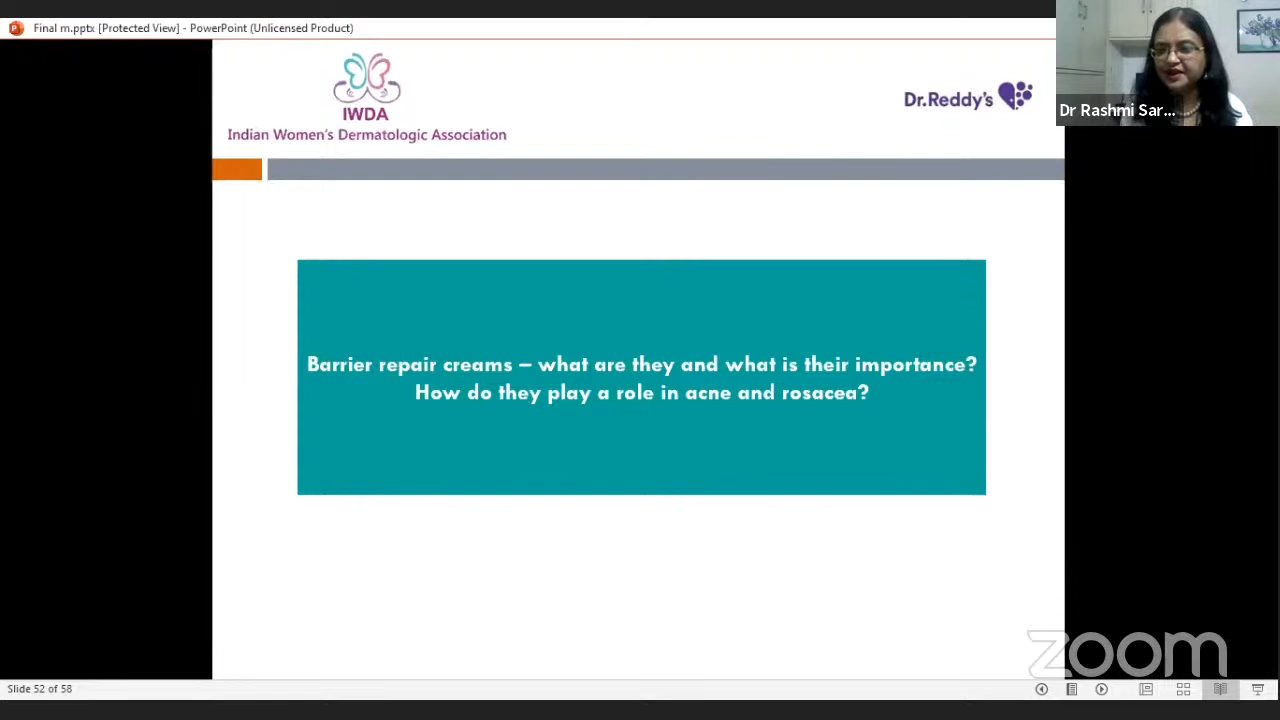 Final m.pptx [Protected View] - PowerPoint (Unlicensed Product)
IWDA
Indian Women's Dermatologic Association
Dr.Reddy's
Dr Rashmi Sar...
Barrier repair creams – what are they and what is their importance?
How do they play a role in acne and rosacea?
zoom
Slide 52 of 58